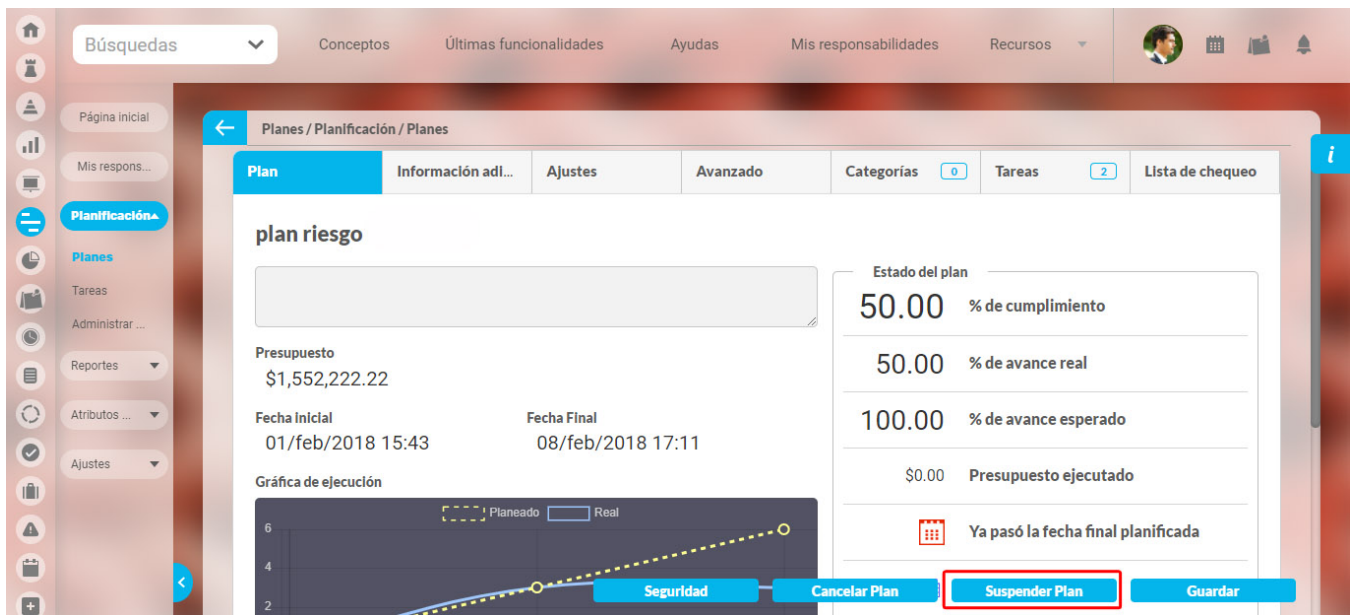 Búsquedas
Conceptos
Últimas funcionalidades
Ayudas
Mis responsabilidades
Recursos
Página inicial
Mis respons...
Planificación
Planes
Tareas
Administrar ...
Reportes
Atributos ...
Ajustes
Planes / Planificación / Planes
i
Plan
Información adi...
Ajustes
Avanzado
Categorías 0
Tareas 2
Lista de chequeo
plan riesgo
Presupuesto
$1,552,222.22
Fecha Inicial
01/feb/2018 15:43
Fecha Final
08/feb/2018 17:11
Gráfica de ejecución
Planeado
Real
6
4
2
Estado del plan
50.00 % de cumplimiento
50.00 % de avance real
100.00 % de avance esperado
$0.00 Presupuesto ejecutado
Ya pasó la fecha final planificada
Seguridad
Cancelar Plan
Suspender Plan
Guardar